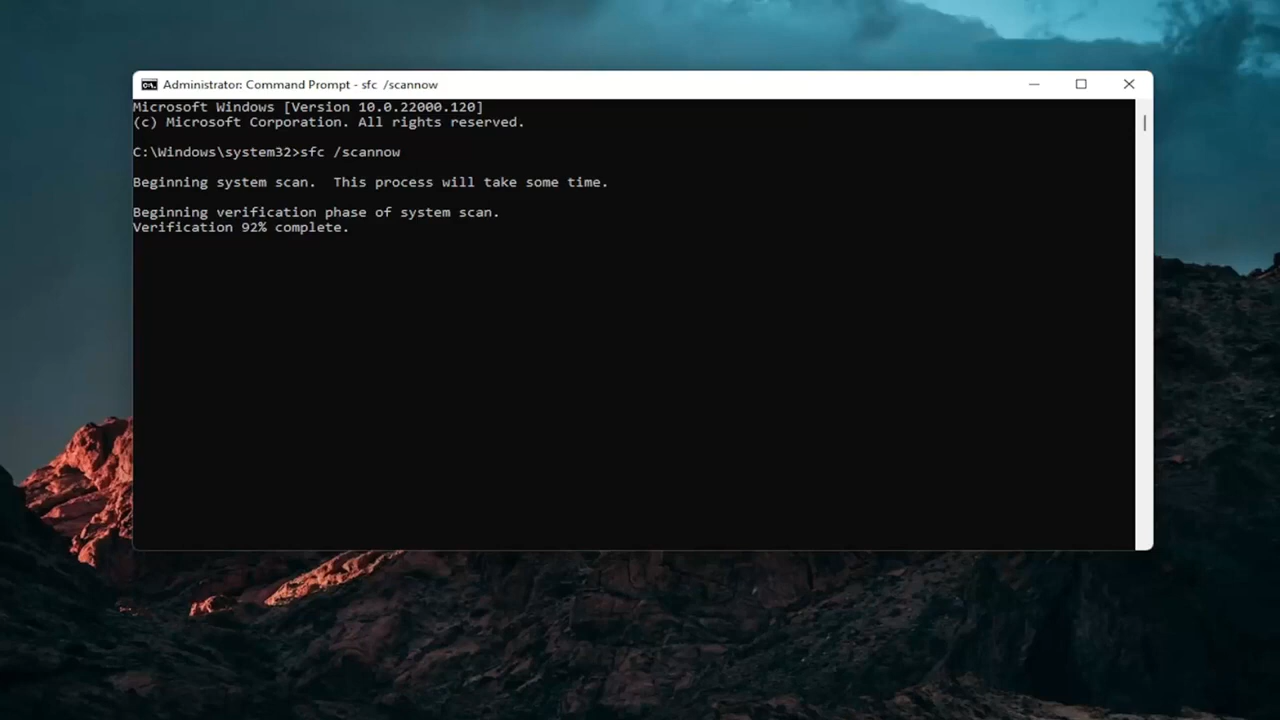 Administrator: Command Prompt - sfc  /scannow
Microsoft Windows [Version 10.0.22000.120]
(c) Microsoft Corporation. All rights reserved.
C:\Windows\system32>sfc /scannow
Beginning system scan.  This process will take some time.
Beginning verification phase of system scan.
Verification 92% complete.